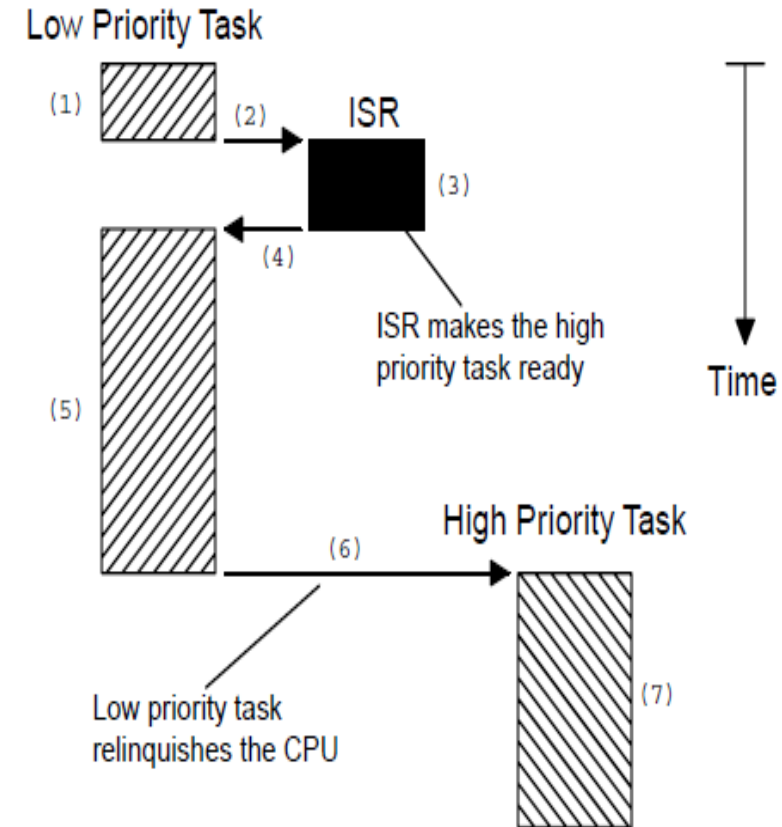 Low Priority Task
(1)
(2)
ISR
(3)
(4)
ISR makes the high
priority task ready
Time
(5)
High Priority Task
(6)
Low priority task
relinquishes the CPU
(7)